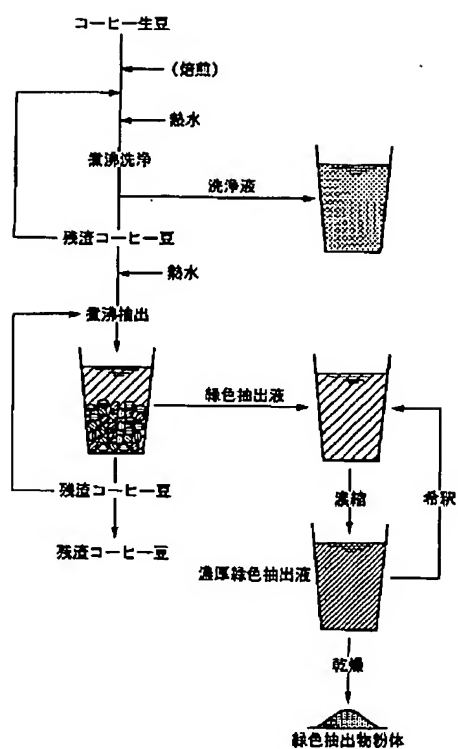 コーヒー生豆
(焙煎)
熱水
煮沸洗浄
洗浄液
残渣コーヒー豆
熱水
煮沸抽出
緑色抽出液
残渣コーヒー豆
濃縮
希釈
残渣コーヒー豆
濃厚緑色抽出液
乾燥
緑色抽出物粉体